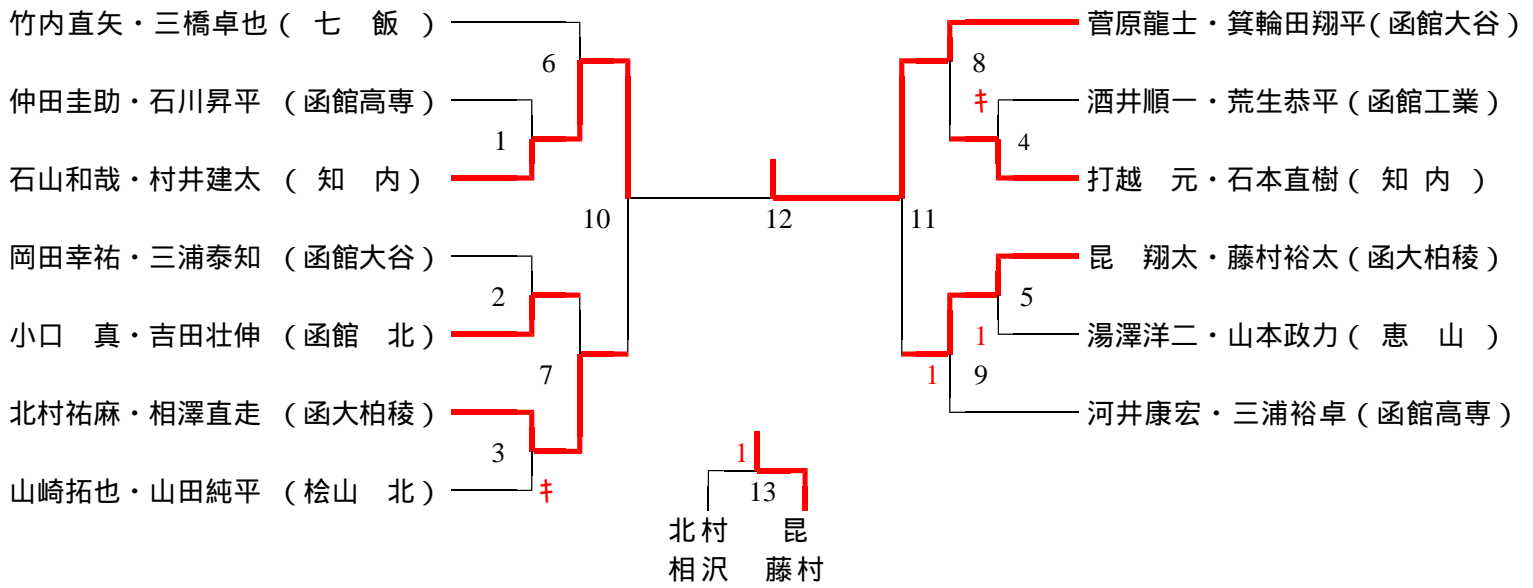 竹内直矢・三橋卓也(七 飯)
6
仲田圭助・石川昇平 (函館高専)
1
石山和哉・村井建太 (知 内)
10
岡田幸祐・三浦泰知 (函館大谷)
2
小口 真・吉田壮伸 (函館 北)
7
北村祐麻・相澤直走 (函大柏稜)
3
山崎拓也・山田純平 (桧山 北)
キ
12
菅原龍士・箕輪田翔平(函館大谷)
8
キ
酒井順一・荒生恭平(函館工業)
4
打越 元・石本直樹(知 内)
11
昆 翔太・藤村裕太(函大柏稜)
5
1
湯澤洋二・山本政力(恵 山)
1
9
河井康宏・三浦裕卓(函館高専)
1
13
北村 昆
相沢 藤村